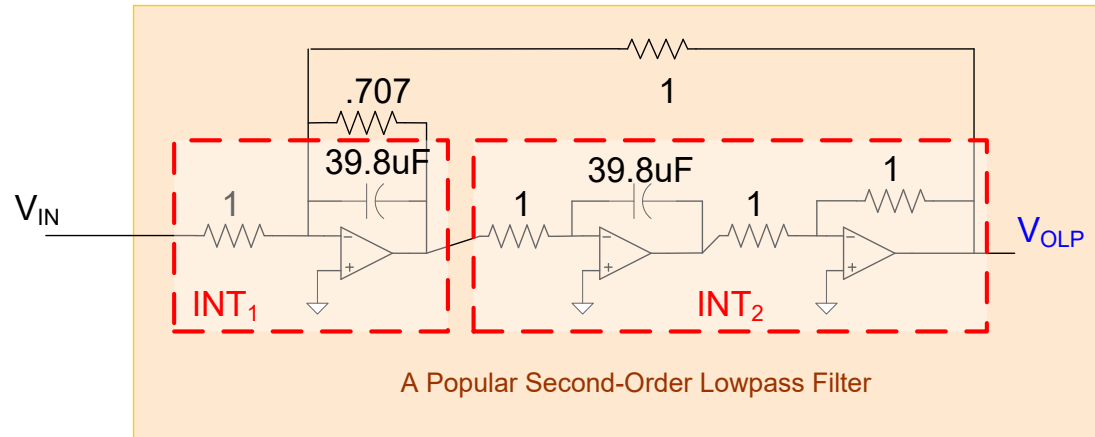 1
.707
39.8uF
39.8uF
1
1
1
1
V_IN
V_OLP
INT_1
INT_2
A Popular Second-Order Lowpass Filter